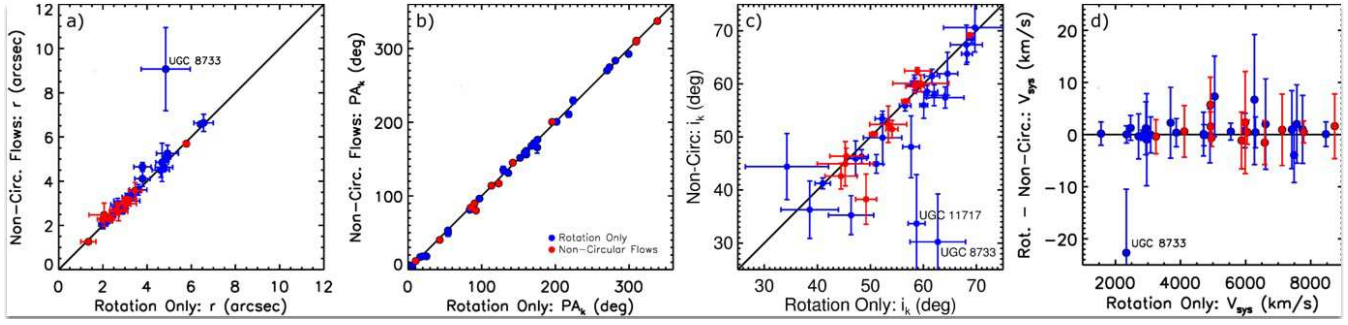 a)
12
10
8
6
4
2
0
Non-Circ. Flows: r (arcsec)
UGC 8733
0 2 4 6 8 10 12
Rotation Only: r (arcsec)
b)
300
200
100
0
Non-Circ. Flows: PAₖ (deg)
Rotation Only
Non-Circular Flows
0 100 200 300
Rotation Only: PAₖ (deg)
c)
70
60
50
40
30
Non-Circ: iₖ (deg)
UGC 11717
UGC 8733
30 40 50 60 70
Rotation Only: iₖ (deg)
d)
20
10
0
−10
−20
Rot. − Non-Circ.: Vsys (km/s)
UGC 8733
2000 4000 6000 8000
Rotation Only: Vsys (km/s)